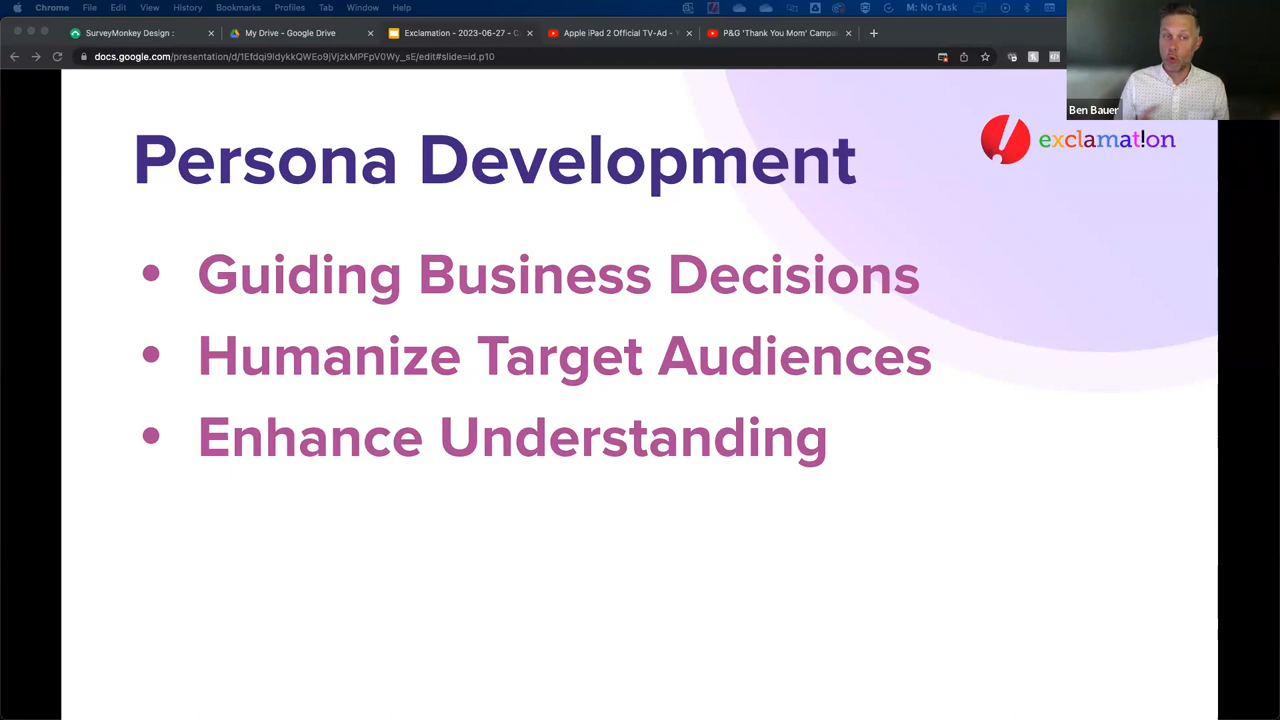 Chrome File Edit View History Bookmarks Profiles Tab Window Help M: No Task
SurveyMonkey Design : My Drive - Google Drive Exclamation - 2023-06-27 - C Apple iPad 2 Official TV-Ad - Y P&G 'Thank You Mom' Campai
docs.google.com/presentation/d/1Efdqi9IdykkQWEo9jVjzkMPFpV0Wy_sE/edit#slide=id.p10
Ben Bauer
exclamat!on
Persona Development
• Guiding Business Decisions
• Humanize Target Audiences
• Enhance Understanding